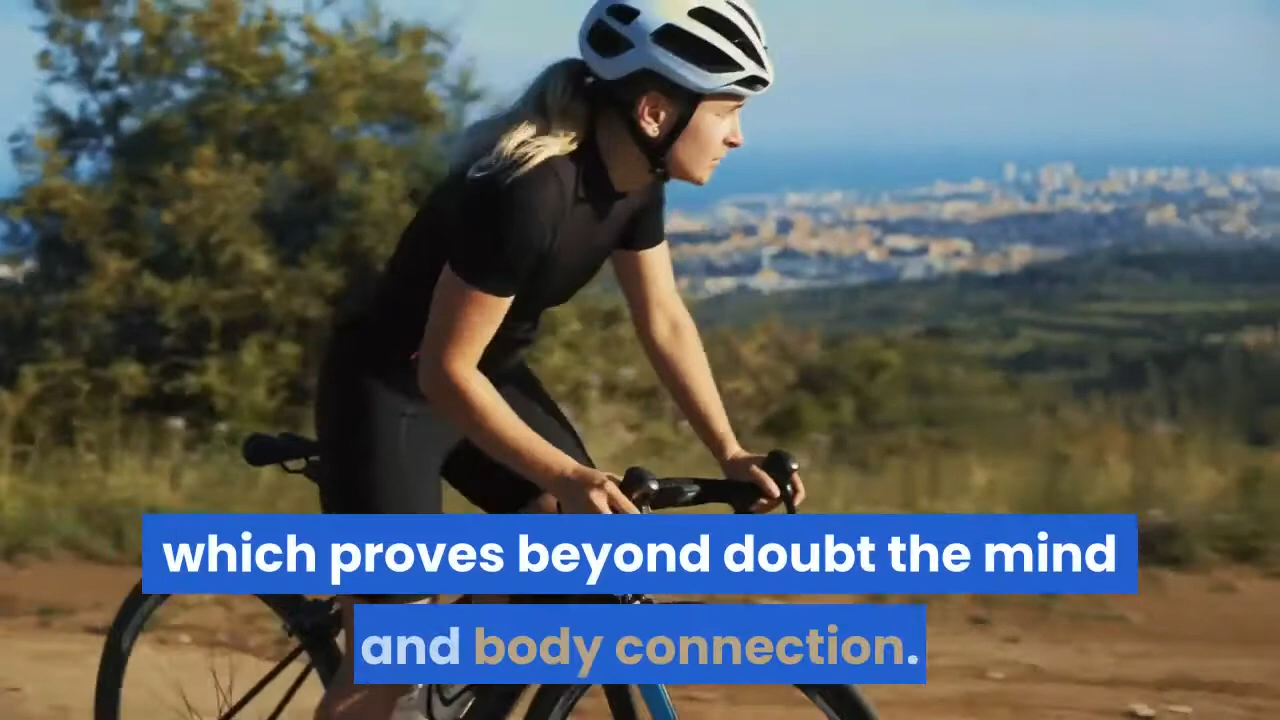 which proves beyond doubt the mind
and body connection.